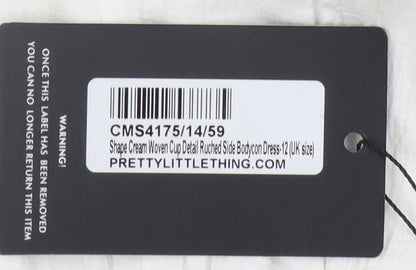 CMS4175/14/59
Shape Cream Woven Cup Detail Ruched Side Bodycon Dress-12 (UK size)
PRETTYLITTLETHING.COM
WARNING!
ONCE THIS LABEL HAS BEEN REMOVED
YOU CAN NO LONGER RETURN THIS ITEM